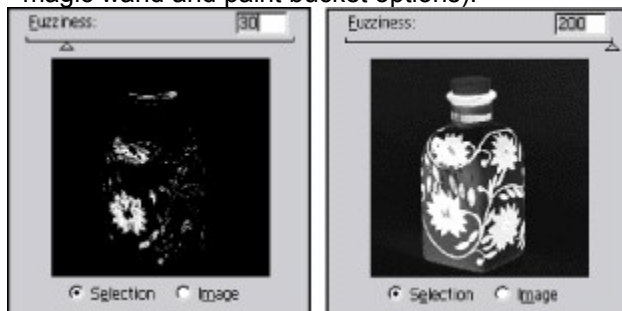 magic wand and paint bucket options).
Fuzziness: 30
Fuzziness: 200
Selection Image
Selection Image